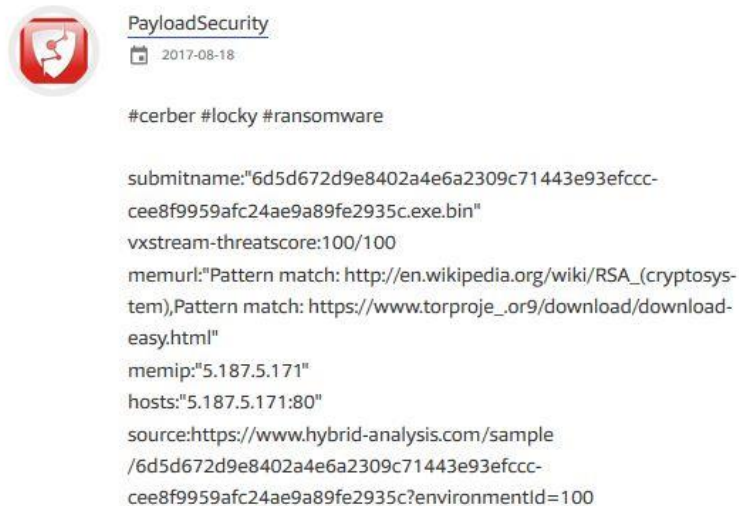 PayloadSecurity
2017-08-18
#cerber #locky #ransomware
submitname:"6d5d672d9e8402a4e6a2309c71443e93efccc-
cee8f9959afc24ae9a89fe2935c.exe.bin"
vxstream-threatscore:100/100
memurl:"Pattern match: http://en.wikipedia.org/wiki/RSA_(cryptosys-
tem),Pattern match: https://www.torproje_.or9/download/download-
easy.html"
memip:"5.187.5.171"
hosts:"5.187.5.171:80"
source:https://www.hybrid-analysis.com/sample
/6d5d672d9e8402a4e6a2309c71443e93efccc-
cee8f9959afc24ae9a89fe2935c?environmentId=100